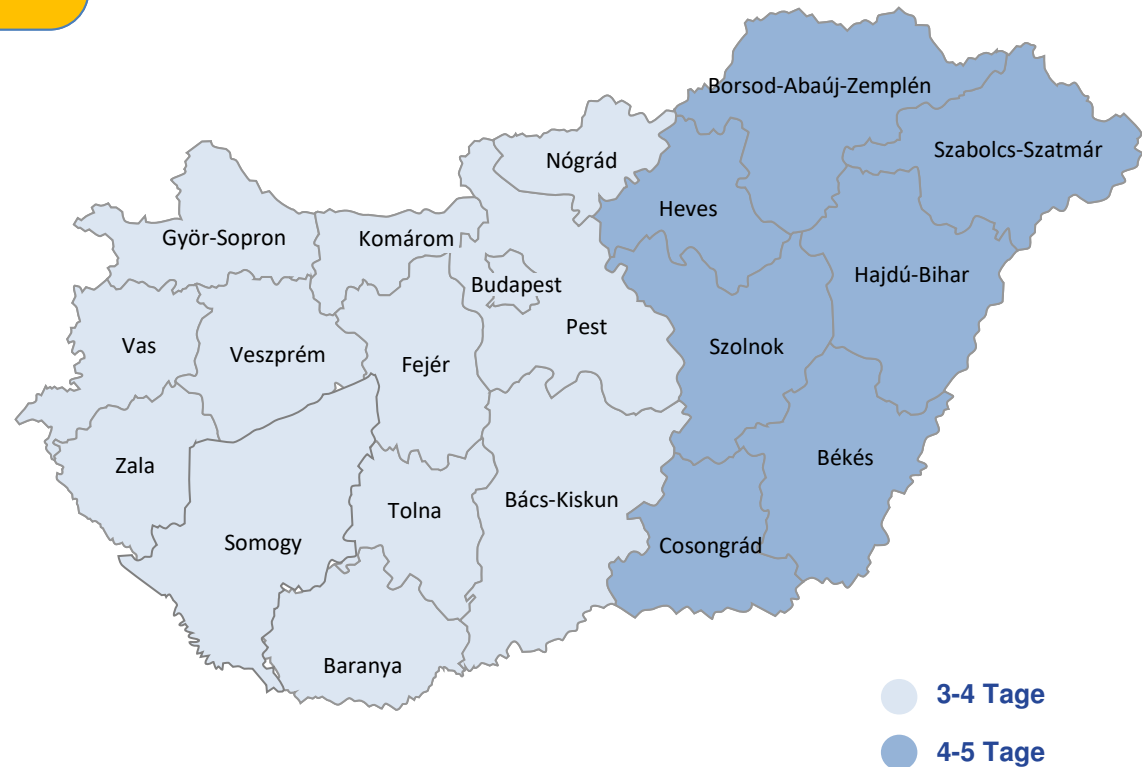 Borsod-Abaúj-Zemplén
Szabolcs-Szatmár
Nógrád
Heves
Györ-Sopron
Komárom
Hajdú-Bihar
Budapest
Pest
Vas
Veszprém
Fejér
Szolnok
Zala
Békés
Bács-Kiskun
Tolna
Somogy
Cosongrád
Baranya
3-4 Tage
4-5 Tage